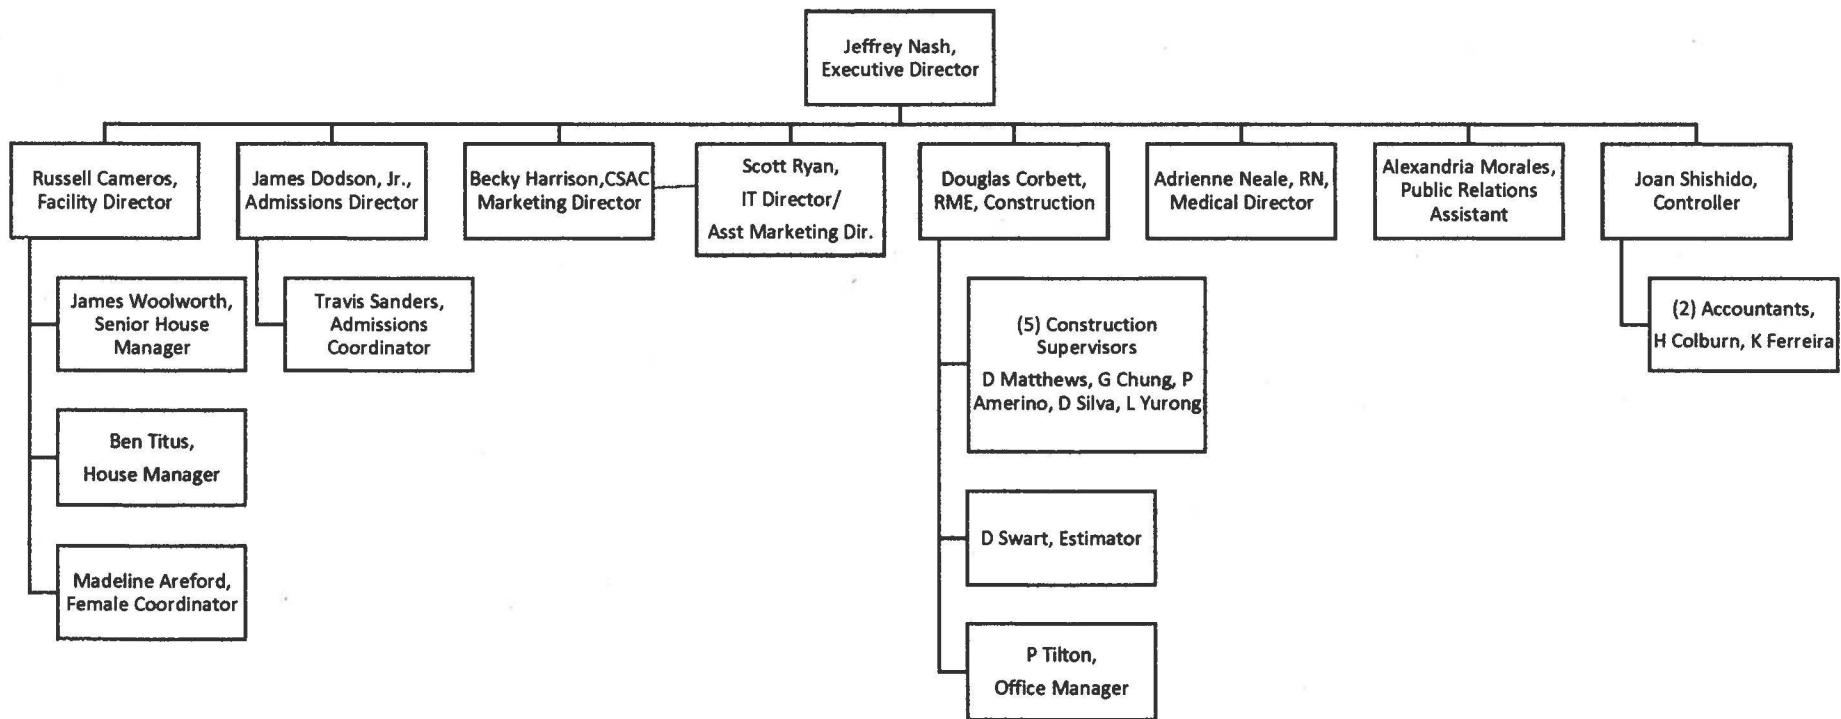 Jeffrey Nash,
Executive Director
Russell Cameros,
Facility Director
James Dodson, Jr.,
Admissions Director
Becky Harrison,CSAC
Marketing Director
Scott Ryan,
IT Director/
Asst Marketing Dir.
Douglas Corbett,
RME, Construction
Adrienne Neale, RN,
Medical Director
Alexandria Morales,
Public Relations
Assistant
Joan Shishido,
Controller
James Woolworth,
Senior House
Manager
Ben Titus,
House Manager
Madeline Areford,
Female Coordinator
Travis Sanders,
Admissions
Coordinator
(5) Construction
Supervisors
D Matthews, G Chung, P
Amerino, D Silva, L Yurong
D Swart, Estimator
P Tilton,
Office Manager
(2) Accountants,
H Colburn, K Ferreira